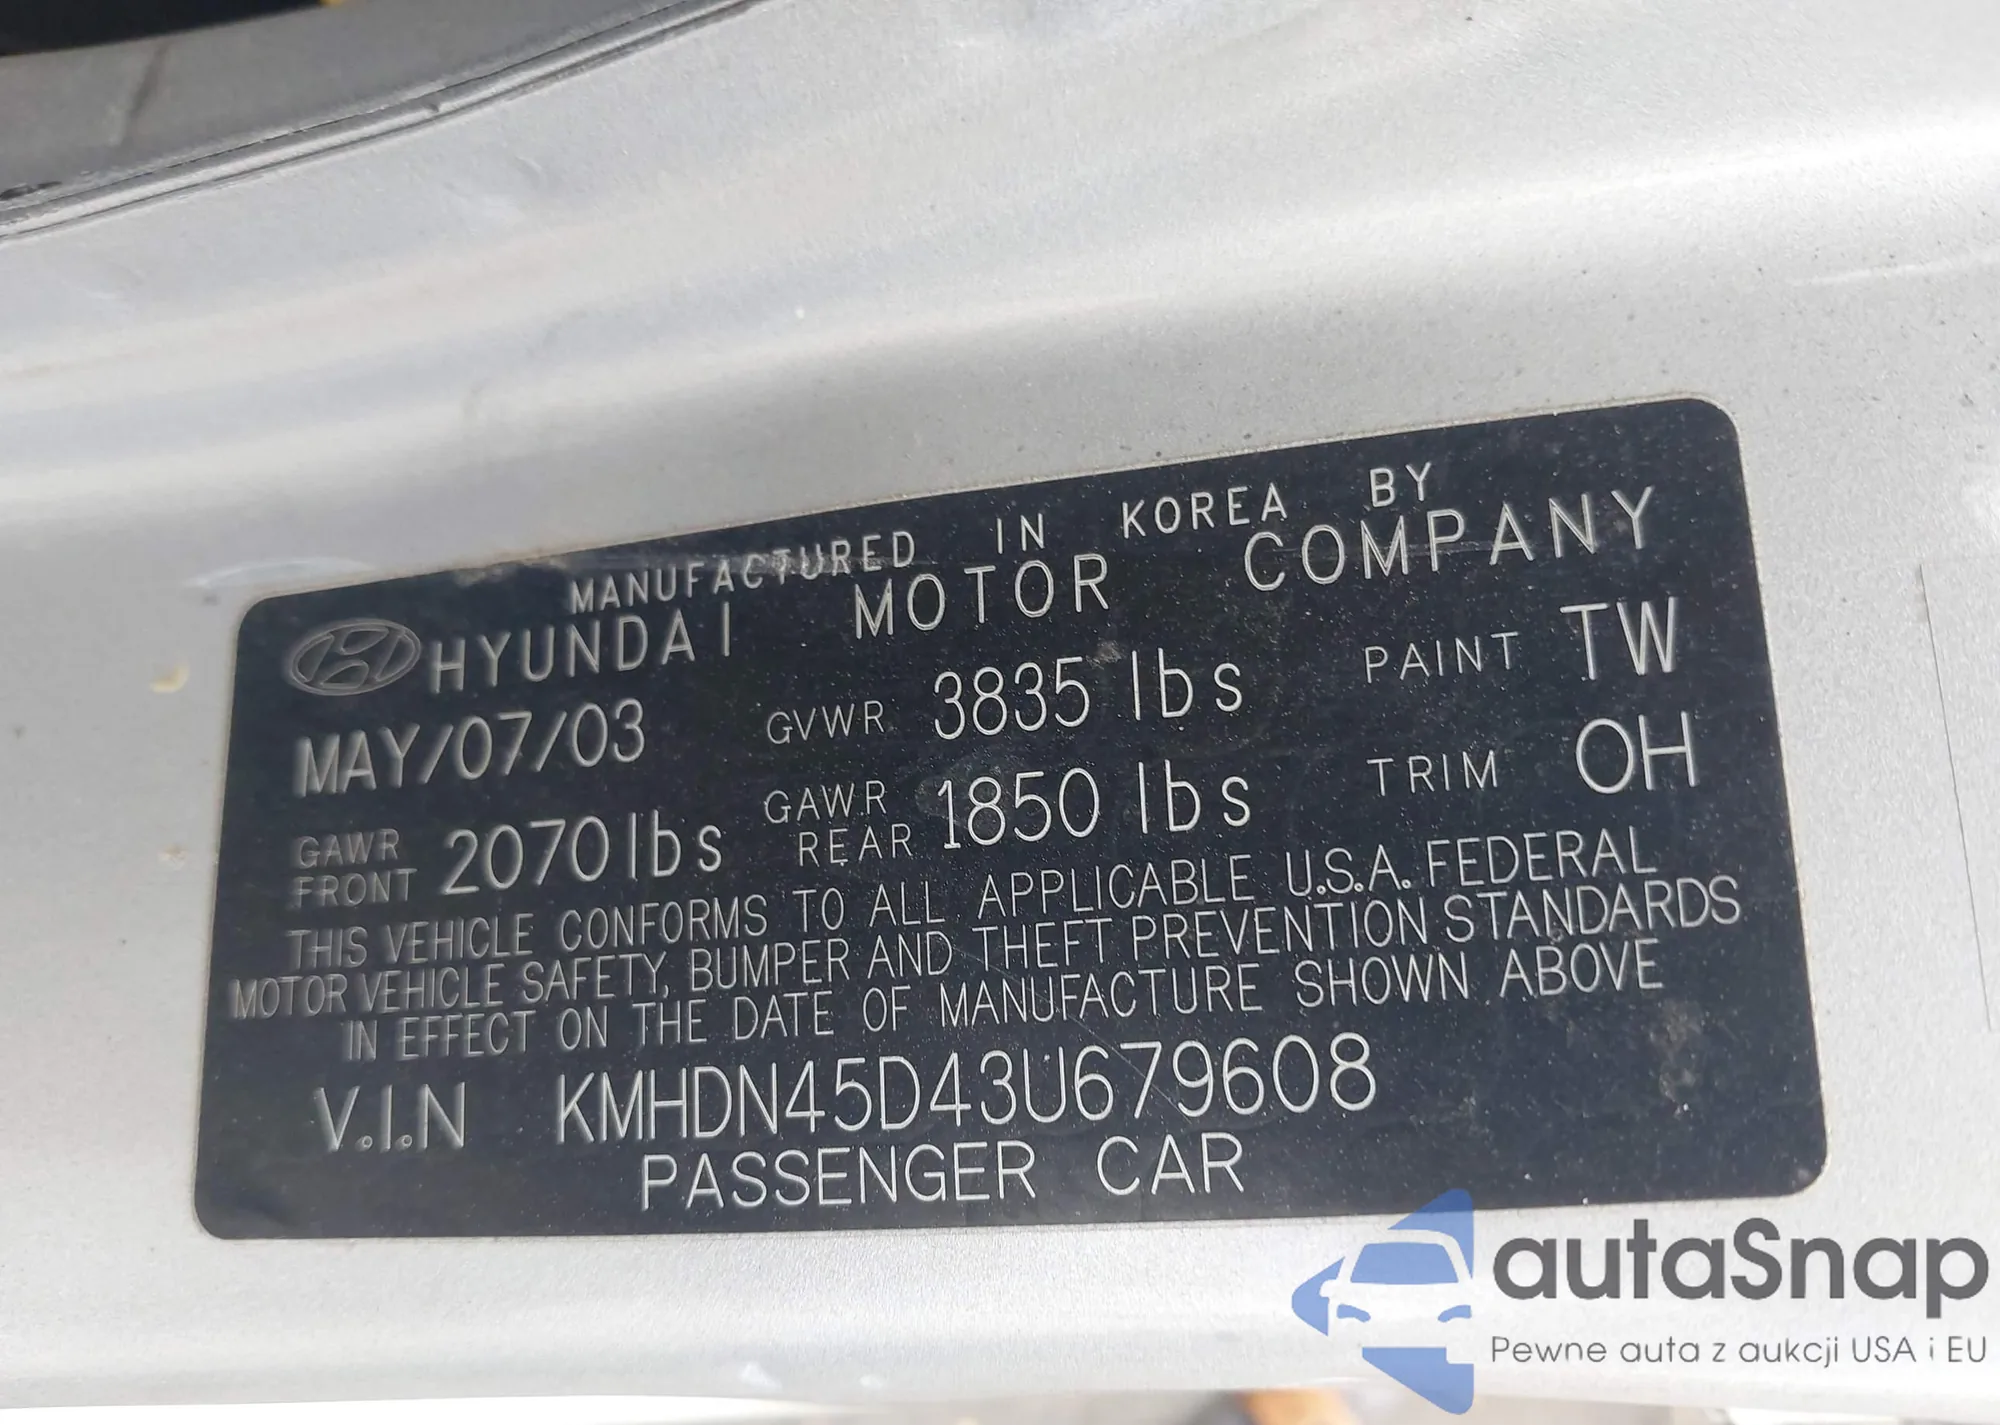 MANUFACTURED IN KOREA BY
HYUNDAI MOTOR COMPANY
MAY/07/03 GVWR 3835 lbs PAINT TW
GAWR FRONT 2070 lbs GAWR REAR 1850 lbs TRIM OH
THIS VEHICLE CONFORMS TO ALL APPLICABLE U.S.A. FEDERAL
MOTOR VEHICLE SAFETY, BUMPER AND THEFT PREVENTION STANDARDS
IN EFFECT ON THE DATE OF MANUFACTURE SHOWN ABOVE
V.I.N KMHDN45D43U679608
PASSENGER CAR
autaSnap
Pewne auta z aukcji USA i EU